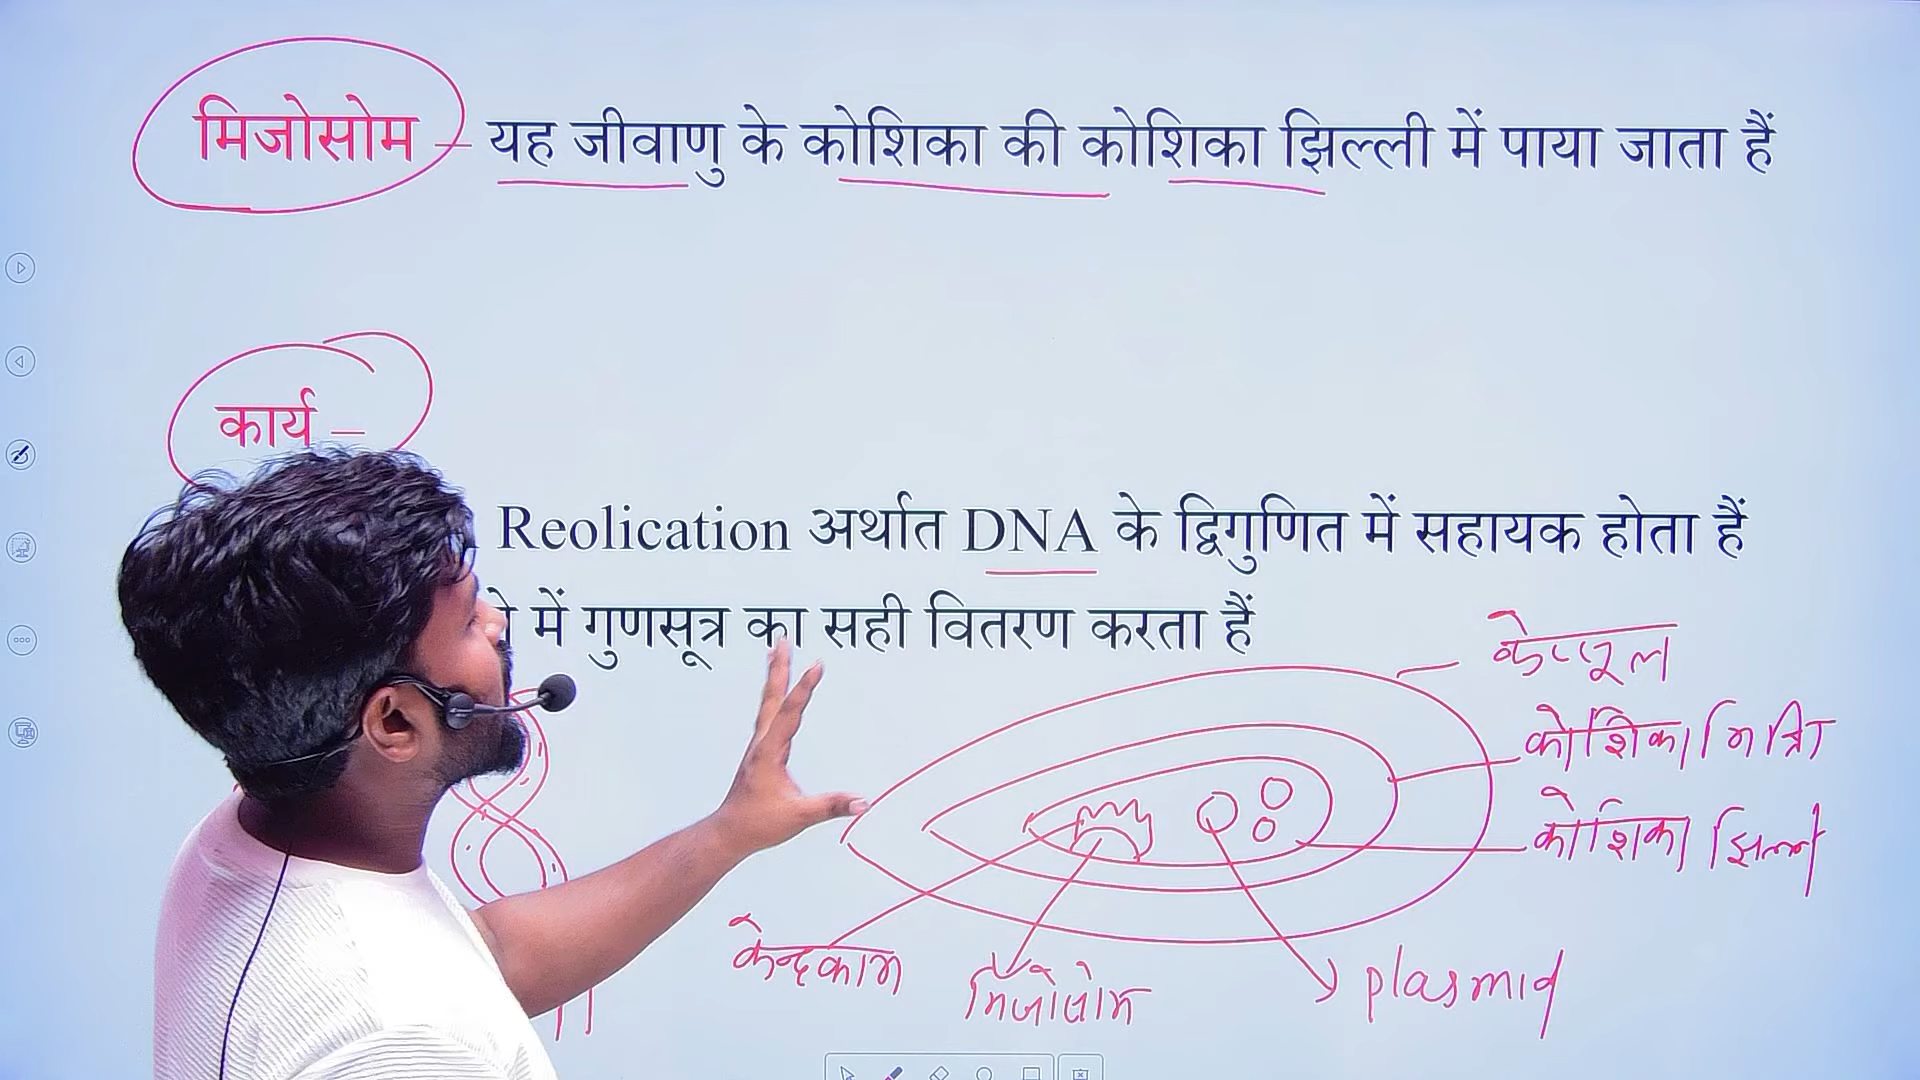 मिजोसोम – यह जीवाणु के कोशिका की कोशिका झिल्ली में पाया जाता हैं
कार्य –
Reolication अर्थात DNA के द्विगुणित में सहायक होता हैं
में गुणसूत्र का सही वितरण करता हैं
केप्सूल
कोशिका भित्ति
कोशिका झिल्ली
केन्द्रकाभ
मिजोसोम
plasmid